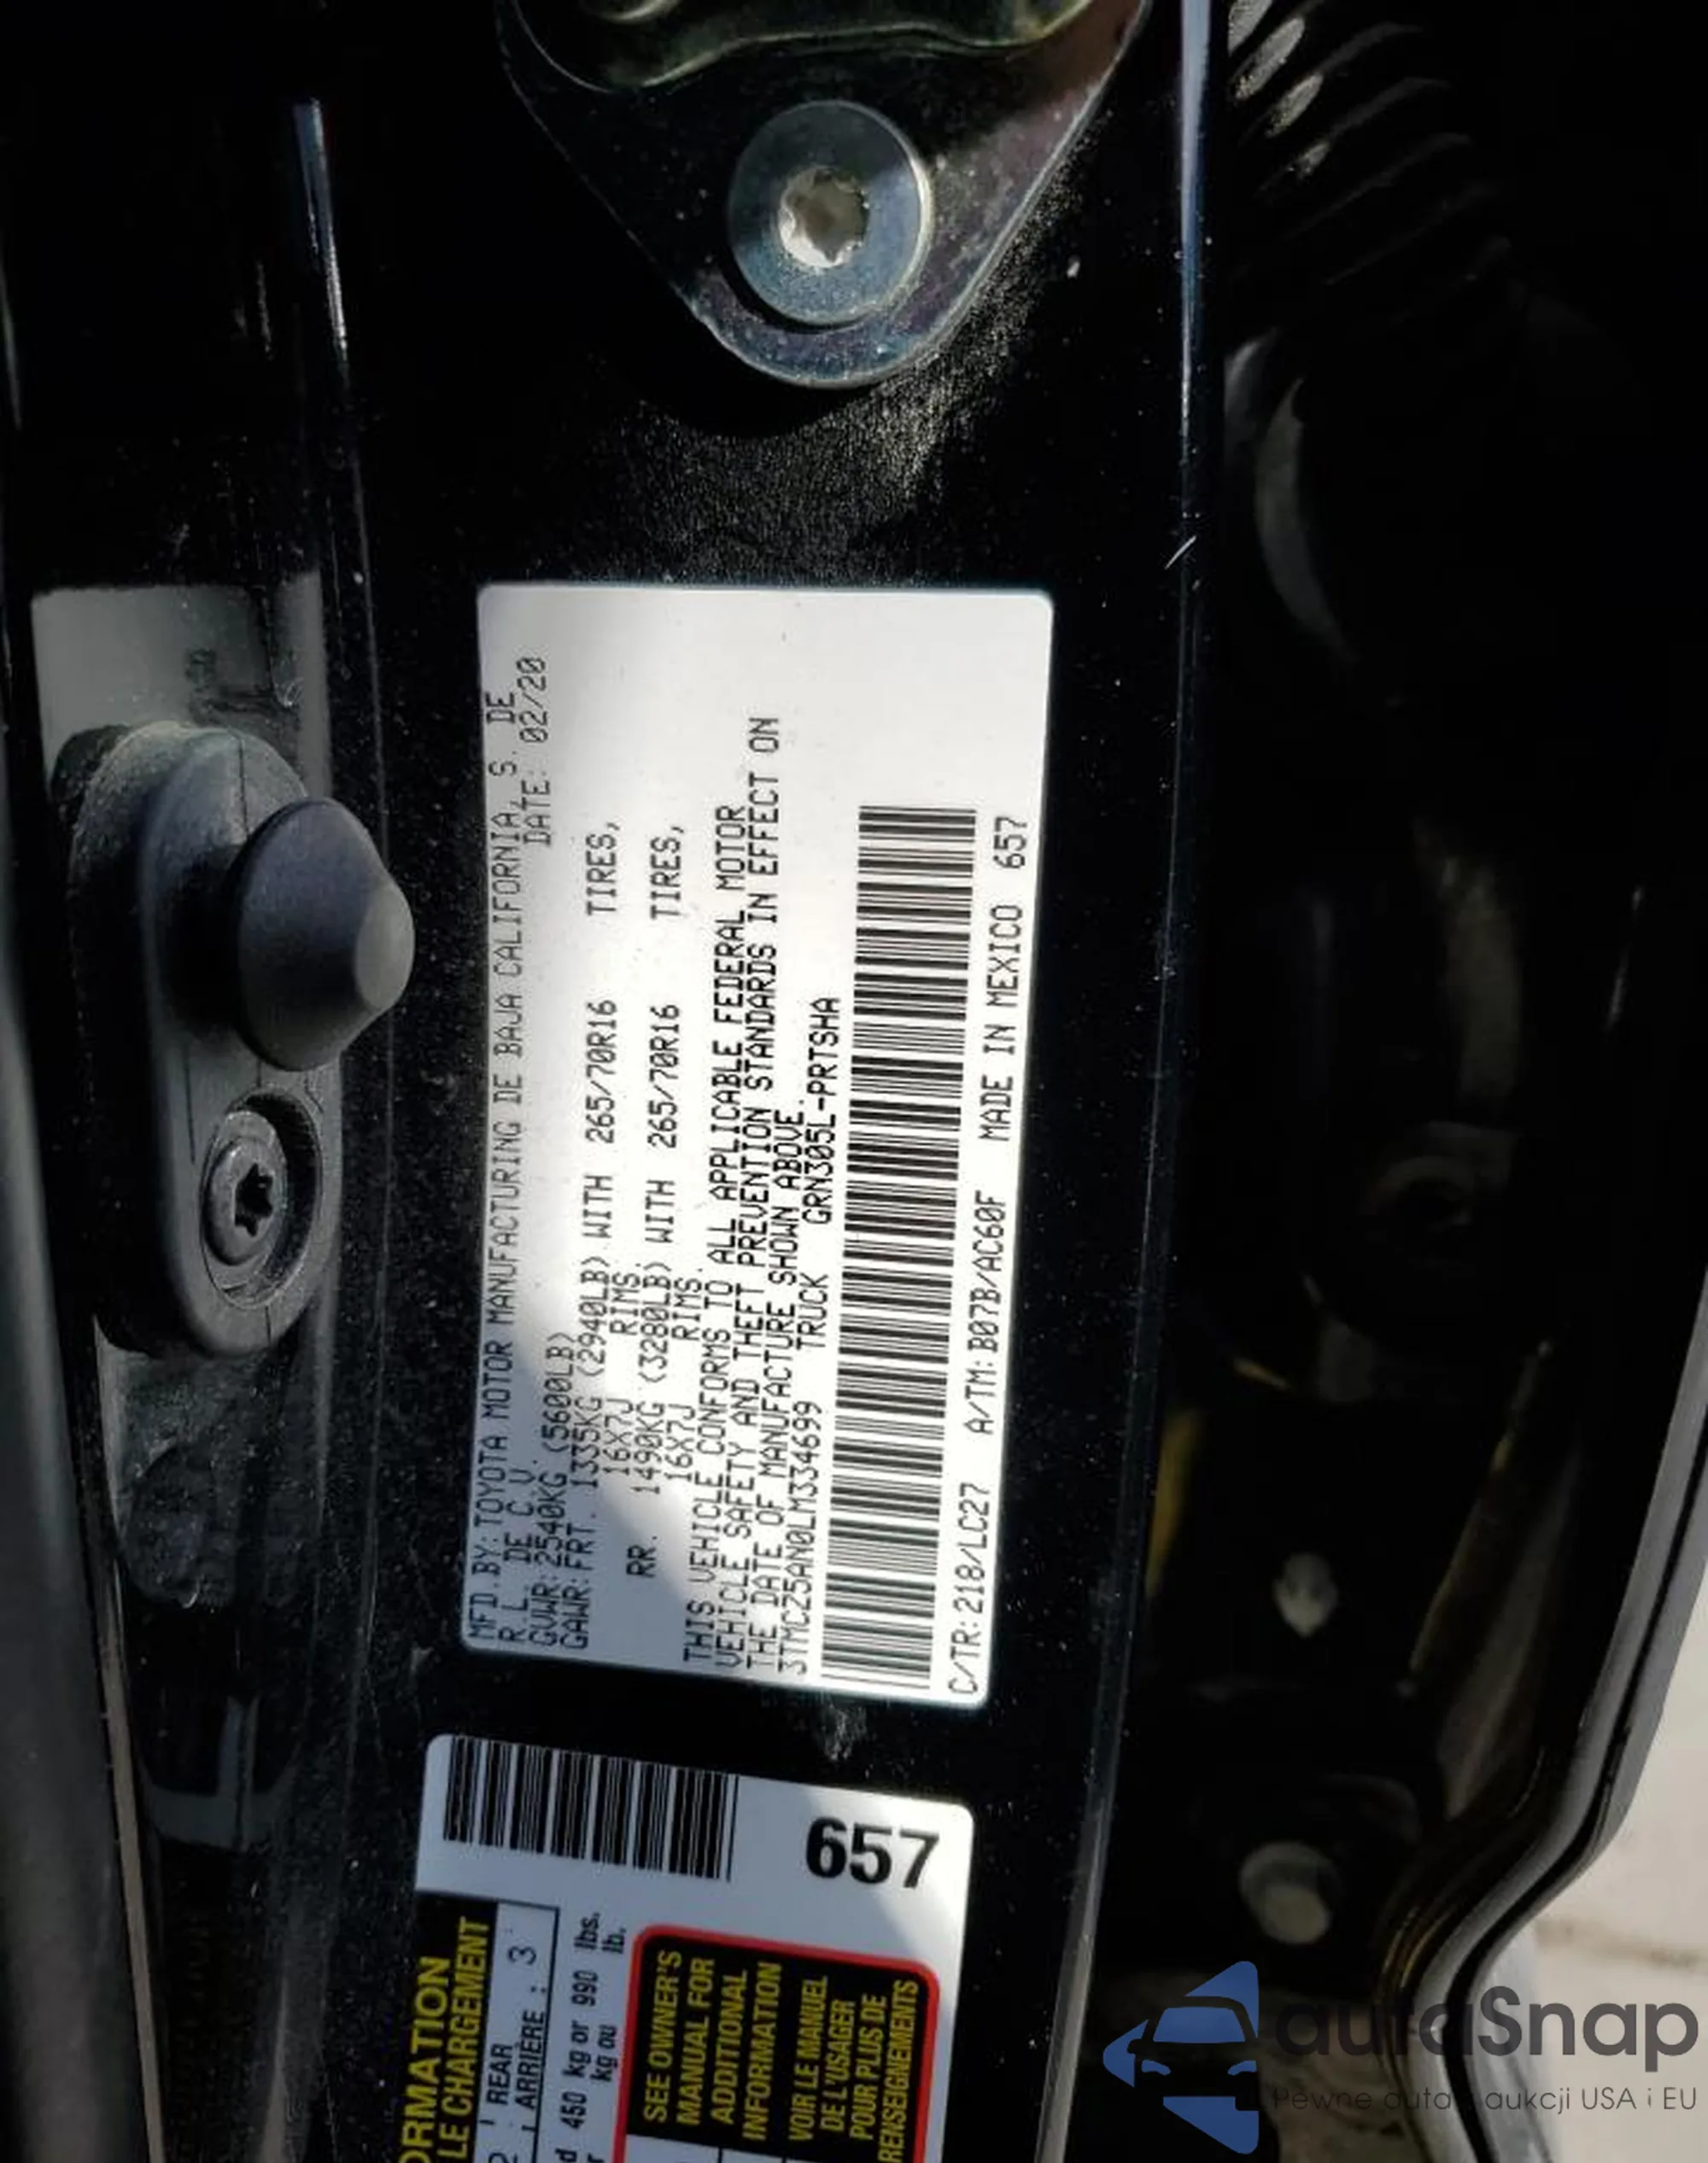 MFD.BY:TOYOTA MOTOR MANUFACTURING DE BAJA CALIFORNIA, S. DE
R.L. DE C.V. DATE: 02/20
GVWR:2540KG (5600LB)
GAWR:FRT. 1335KG (2940LB) WITH 265/70R16 TIRES,
16X7J RIMS.
RR. 1490KG (3280LB) WITH 265/70R16 TIRES,
16X7J RIMS.
THIS VEHICLE CONFORMS TO ALL APPLICABLE FEDERAL MOTOR
VEHICLE SAFETY AND THEFT PREVENTION STANDARDS IN EFFECT ON
THE DATE OF MANUFACTURE SHOWN ABOVE.
3TMCZ5AN0LM334699 TRUCK GRN305L-PRTSHA
C/TR:218/LC27 A/TM:B07B/AC60F MADE IN MEXICO 657
657
ORMATION
LE CHARGEMENT
2 REAR
ARRIÈRE : 3
450 kg or 990 lbs.
kg ou lb.
SEE OWNER'S
MANUAL FOR
ADDITIONAL
INFORMATION
VOIR LE MANUEL
DE L'USAGER
POUR PLUS DE
RENSEIGNEMENTS
autaSnap
Pewne auta z aukcji USA i EU